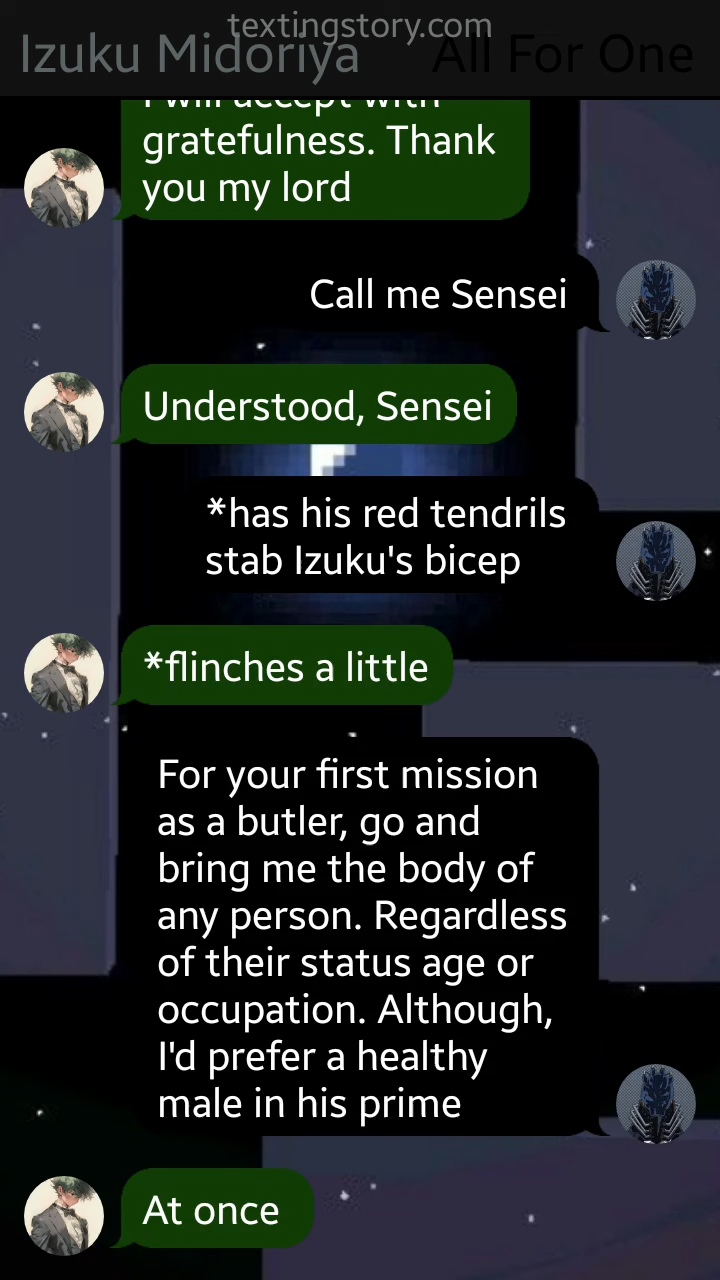 textingstory.com
Izuku Midoriya
All For One
I will accept with
gratefulness. Thank
you my lord
Call me Sensei
Understood, Sensei
*has his red tendrils
stab Izuku's bicep
*flinches a little
For your first mission
as a butler, go and
bring me the body of
any person. Regardless
of their status age or
occupation. Although,
I'd prefer a healthy
male in his prime
At once